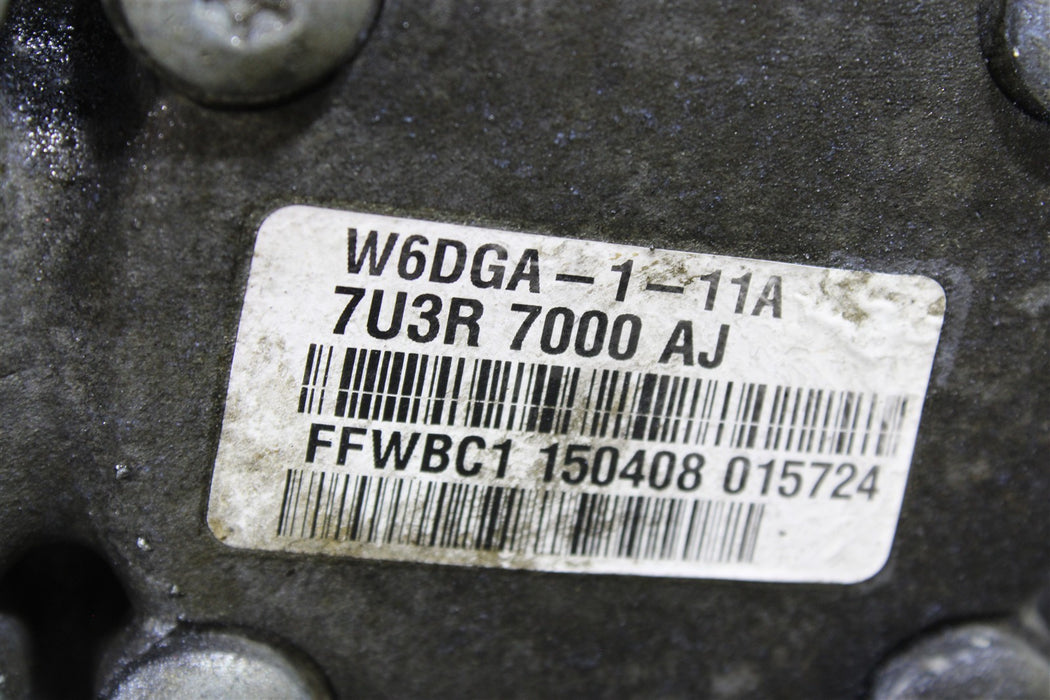 W6DGA-1-11A
7U3R 7000 AJ
FFWBC1 150408 015724